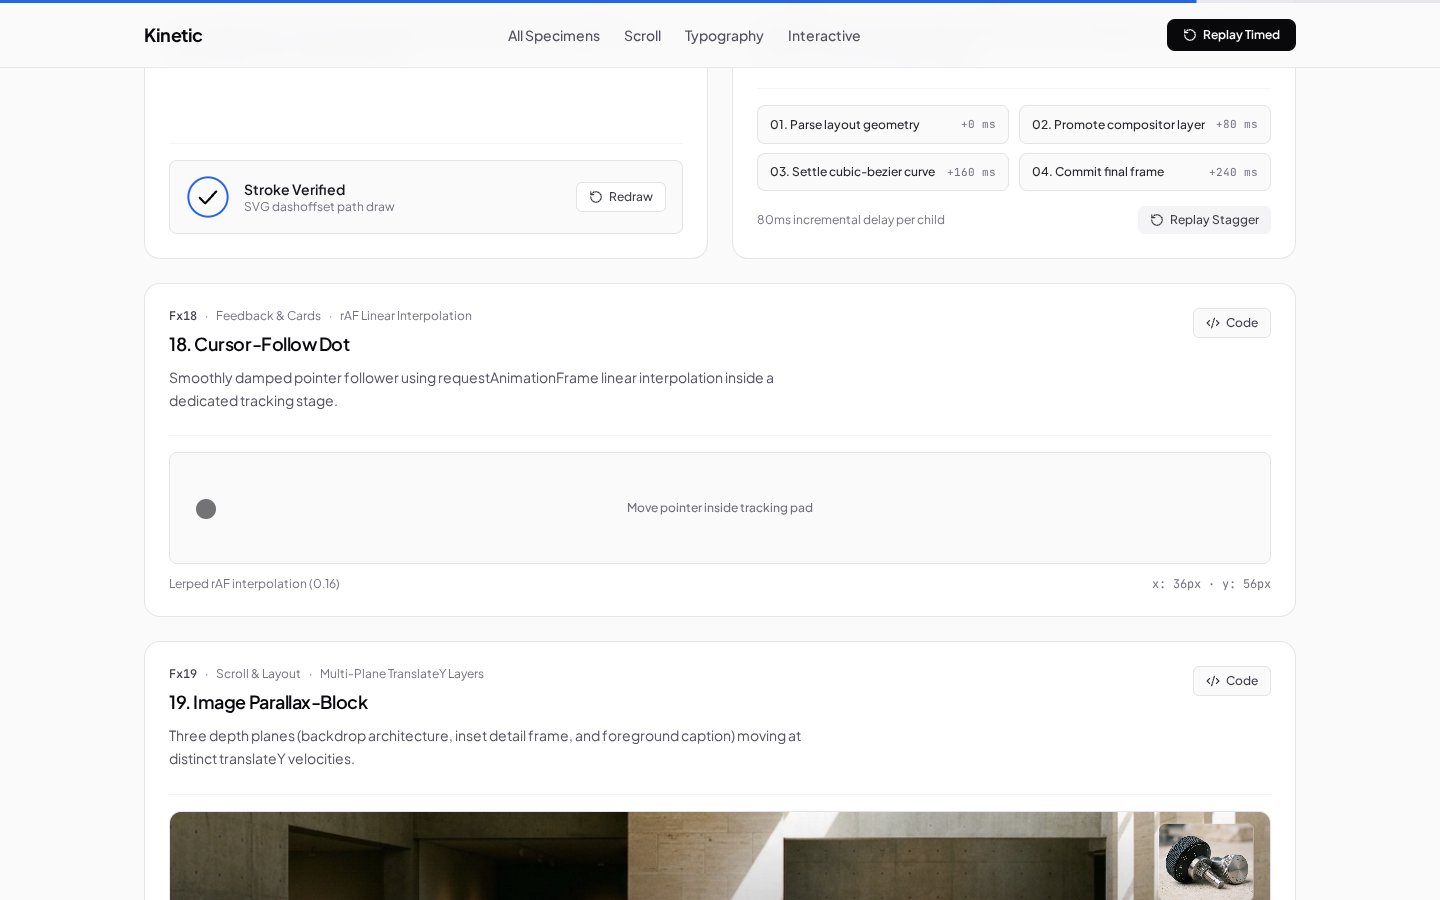 Kinetic
All Specimens
Scroll
Typography
Interactive
Replay Timed
Stroke Verified
SVG dashoffset path draw
Redraw
01. Parse layout geometry +0 ms
02. Promote compositor layer +80 ms
03. Settle cubic-bezier curve +160 ms
04. Commit final frame +240 ms
80ms incremental delay per child
Replay Stagger
Fx18 · Feedback & Cards · rAF Linear Interpolation
Code
18. Cursor-Follow Dot
Smoothly damped pointer follower using requestAnimationFrame linear interpolation inside a
dedicated tracking stage.
Move pointer inside tracking pad
Lerped rAF interpolation (0.16)
x: 36px · y: 56px
Fx19 · Scroll & Layout · Multi-Plane TranslateY Layers
Code
19. Image Parallax-Block
Three depth planes (backdrop architecture, inset detail frame, and foreground caption) moving at
distinct translateY velocities.